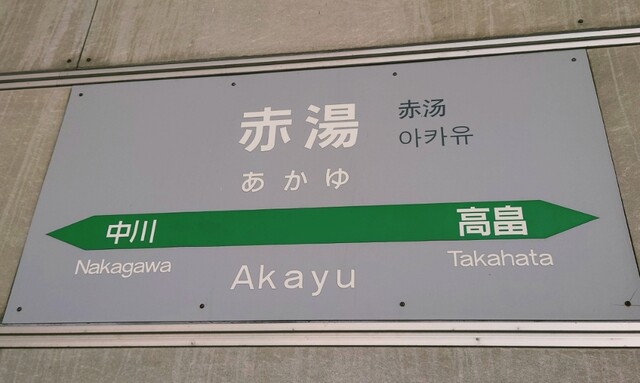 赤湯
赤汤
아카유
あかゆ
中川
高畠
Nakagawa
Akayu
Takahata